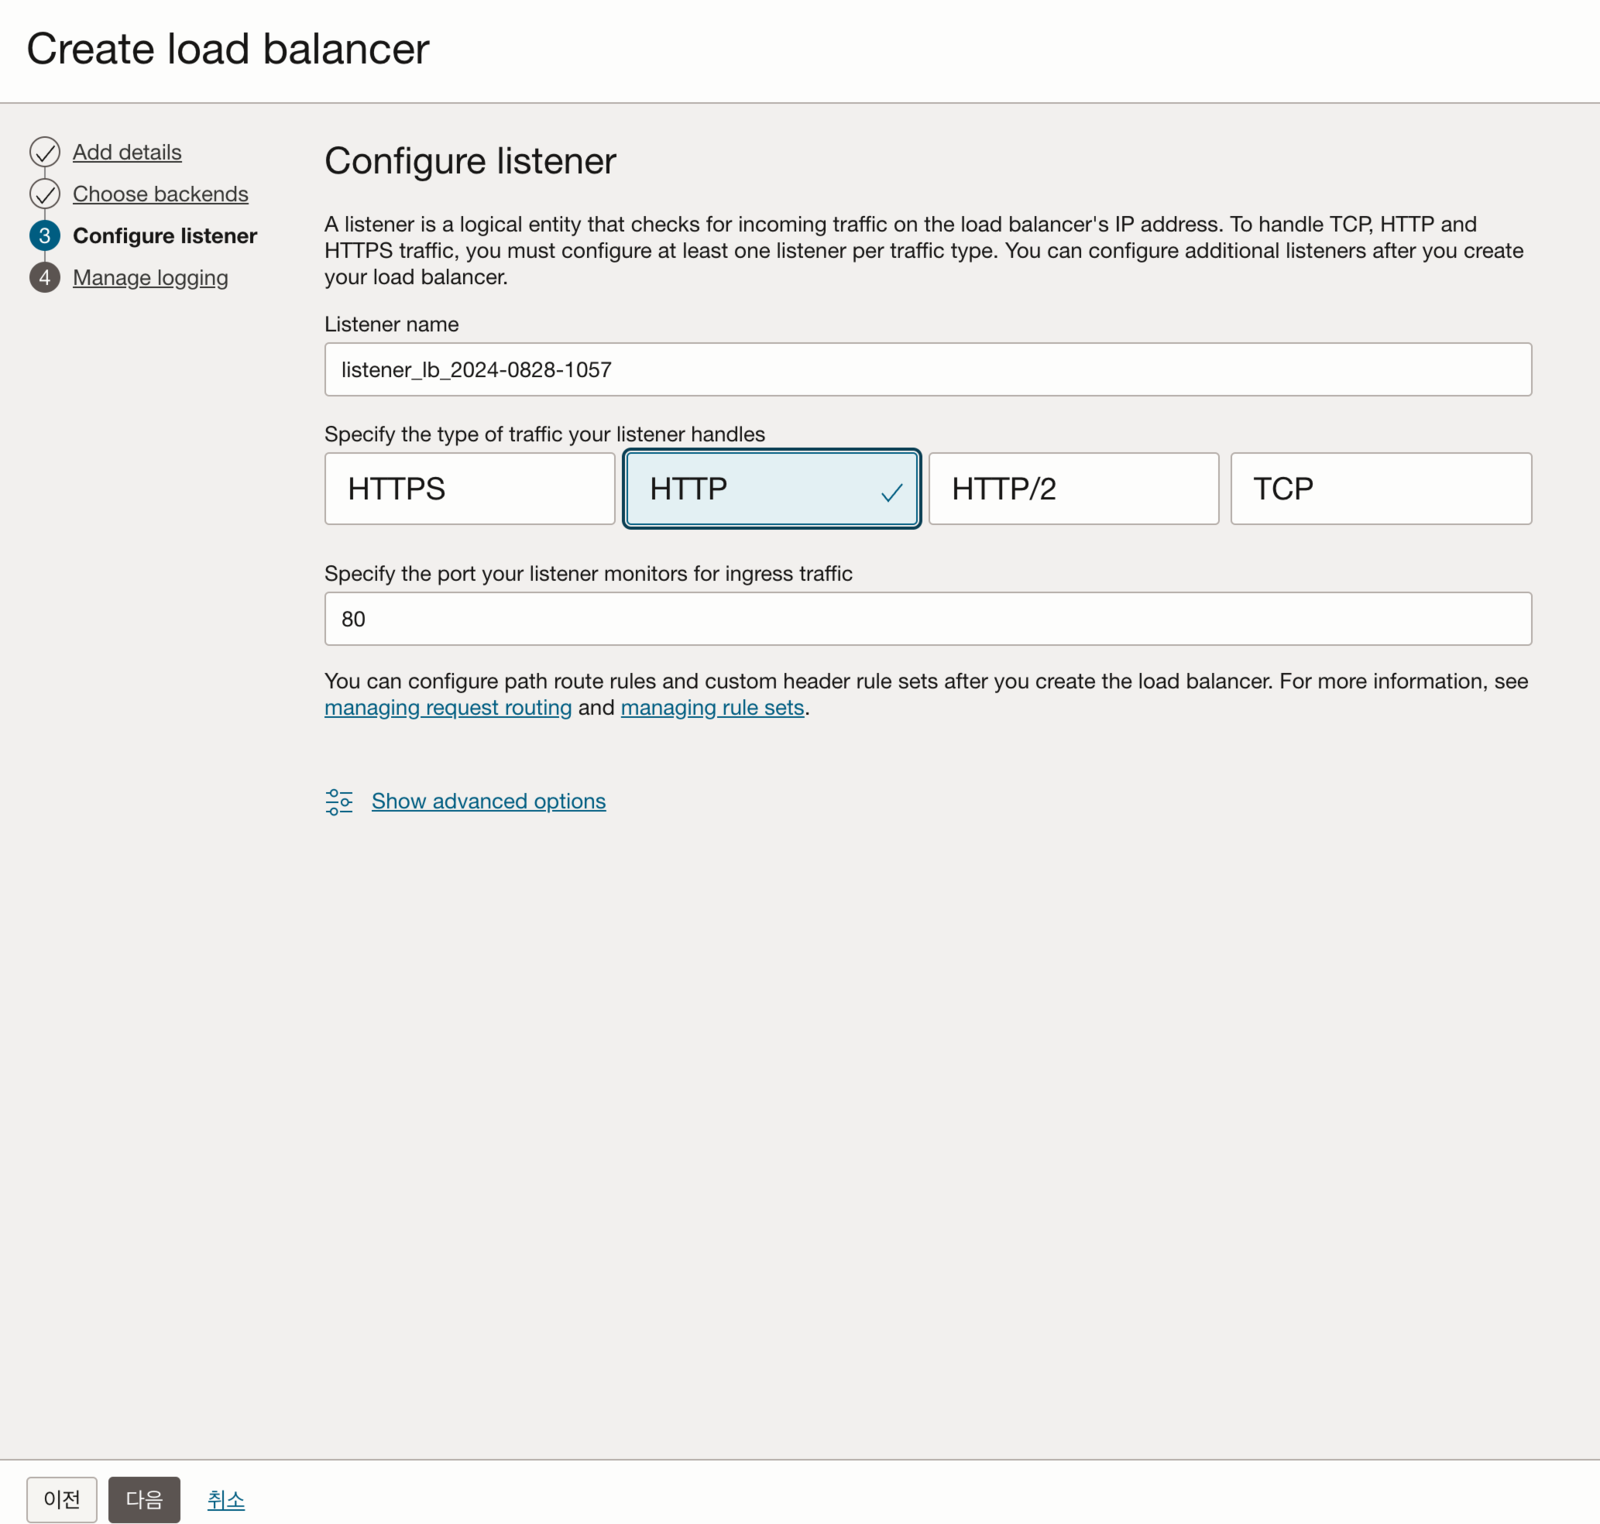 Create load balancer
Add details
Choose backends
3 Configure listener
4 Manage logging
Configure listener
A listener is a logical entity that checks for incoming traffic on the load balancer's IP address. To handle TCP, HTTP and
HTTPS traffic, you must configure at least one listener per traffic type. You can configure additional listeners after you create
your load balancer.
Listener name
listener_lb_2024-0828-1057
Specify the type of traffic your listener handles
HTTPS HTTP HTTP/2 TCP
Specify the port your listener monitors for ingress traffic
80
You can configure path route rules and custom header rule sets after you create the load balancer. For more information, see
managing request routing and managing rule sets.
Show advanced options
이전 다음 취소